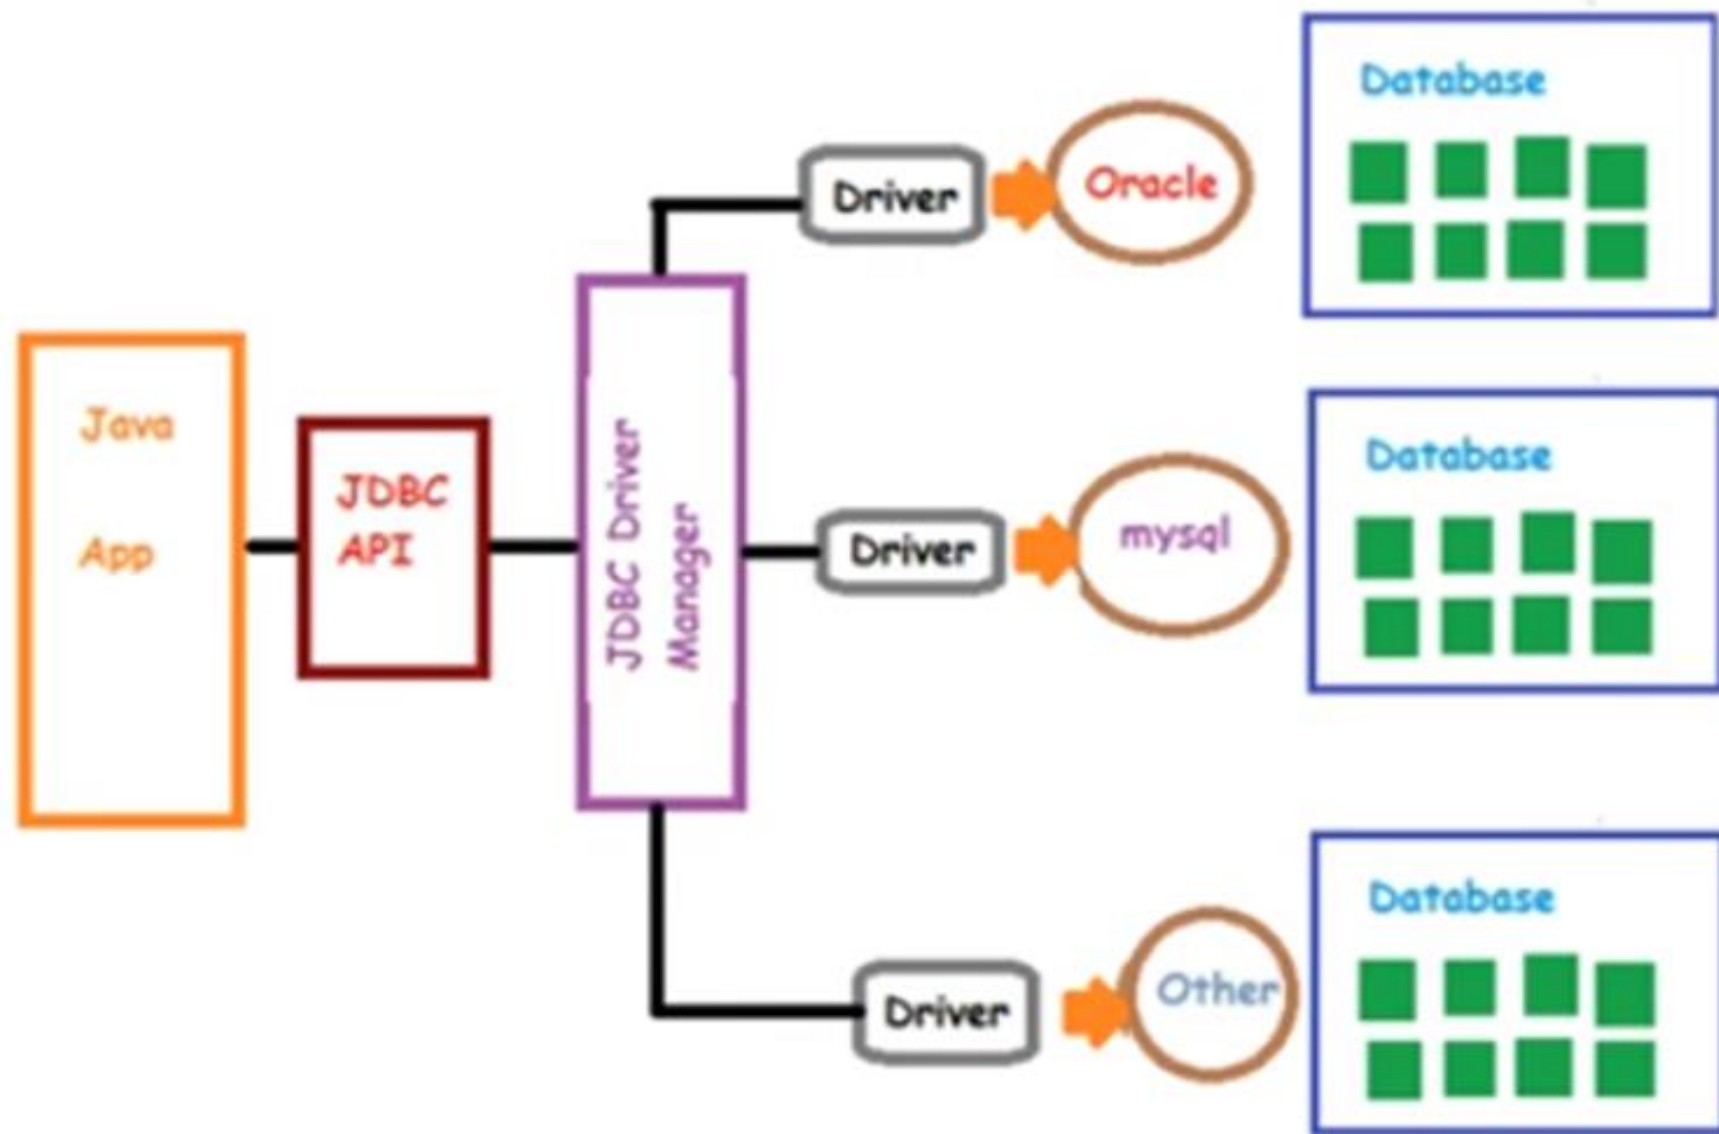 Java
App
JDBC
API
JDBC Driver
Manager
Driver
Oracle
Database
Driver
mysql
Database
Driver
Other
Database